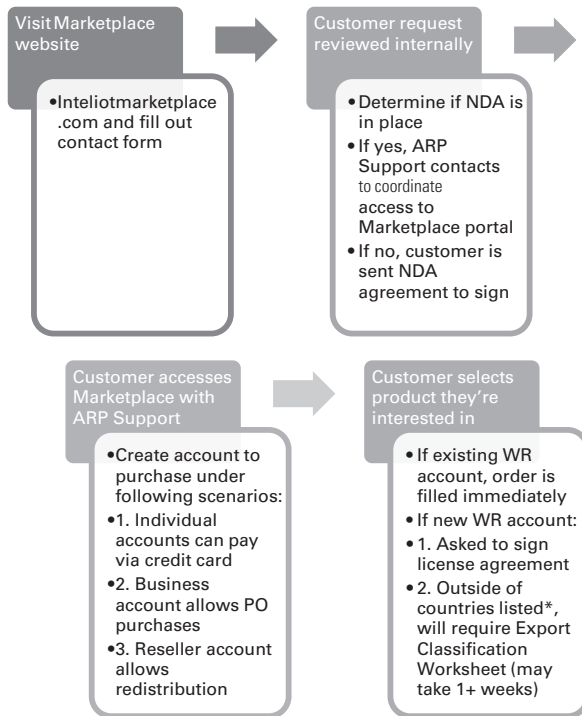 Visit Marketplace
website
•Inteliotmarketplace
.com and fill out
contact form
Customer request
reviewed internally
• Determine if NDA is
in place
• If yes, ARP
Support contacts
to coordinate
access to
Marketplace portal
• If no, customer is
sent NDA
agreement to sign
Customer accesses
Marketplace with
ARP Support
•Create account to
purchase under
following scenarios:
•1. Individual
accounts can pay
via credit card
•2. Business
account allows PO
purchases
•3. Reseller account
allows
redistribution
Customer selects
product they're
interested in
• If existing WR
account, order is
filled immediately
• If new WR account:
• 1. Asked to sign
license agreement
• 2. Outside of
countries listed*,
will require Export
Classification
Worksheet (may
take 1+ weeks)